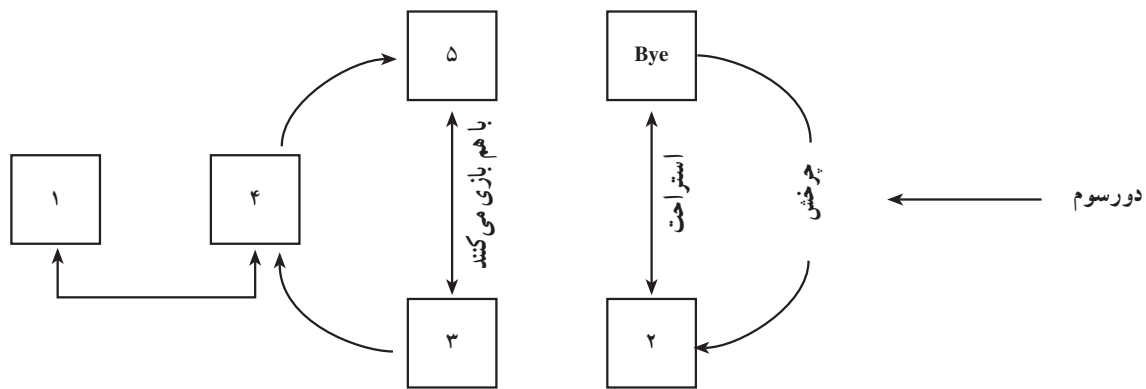 ۵
Bye
با هم بازی می‌کنند
استراحت
چرخش
دورسوم
۱
۴
۳
۲